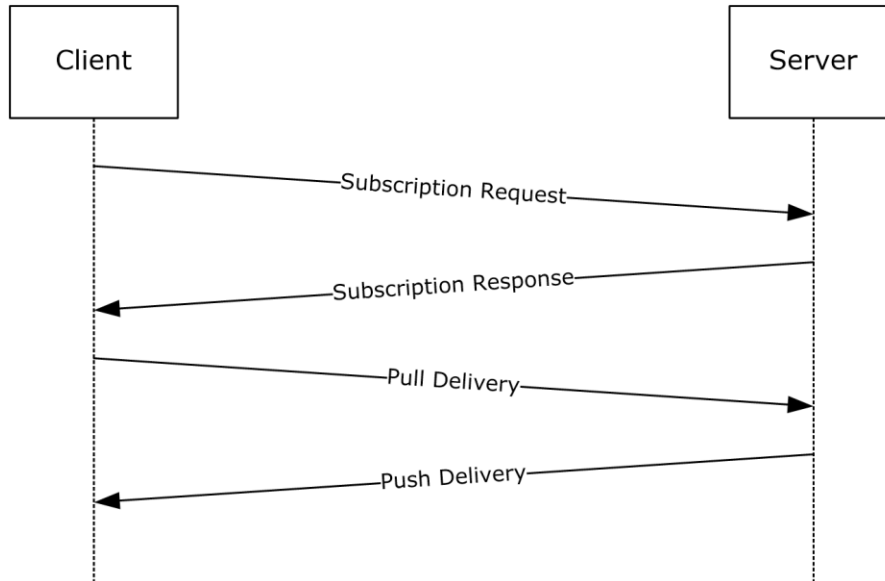 Client
Server
Subscription Request
Subscription Response
Pull Delivery
Push Delivery